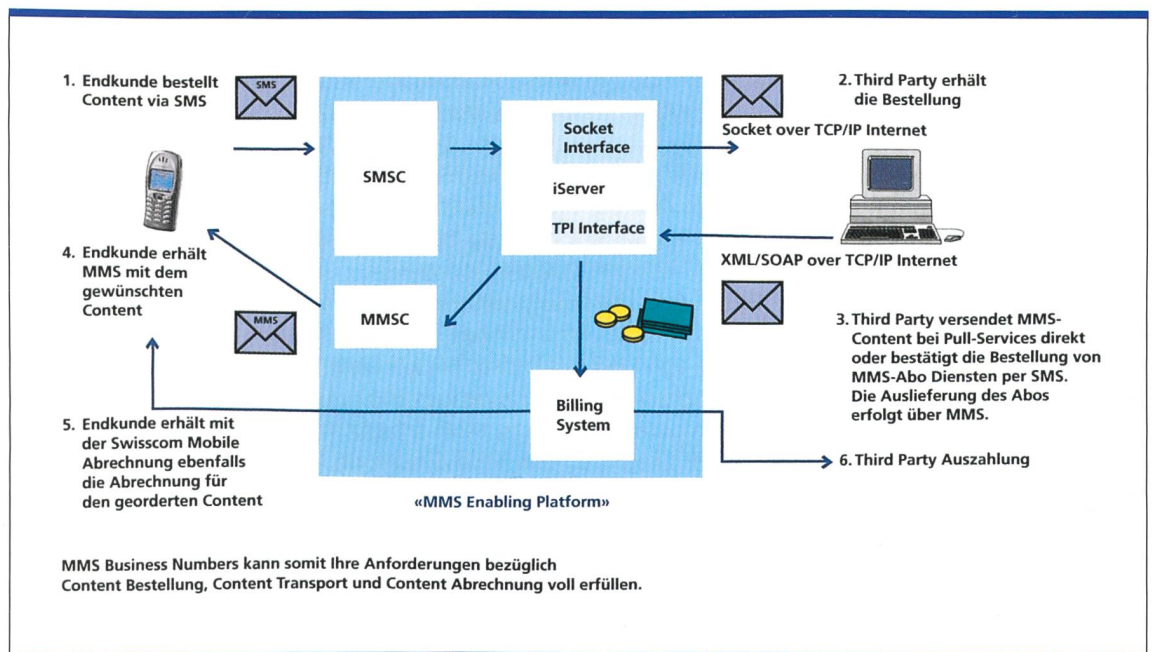 1. Endkunde bestellt
Content via SMS
SMS
2. Third Party erhält
die Bestellung
Socket over TCP/IP Internet
SMSC
Socket
Interface
iServer
TPI Interface
XML/SOAP over TCP/IP Internet
4. Endkunde erhält
MMS mit dem
gewünschten
Content
MMS
MMSC
3. Third Party versendet MMS-
Content bei Pull-Services direkt
oder bestätigt die Bestellung von
MMS-Abo Diensten per SMS.
Die Auslieferung des Abos
erfolgt über MMS.
Billing
System
5. Endkunde erhält mit
der Swisscom Mobile
Abrechnung ebenfalls
die Abrechnung für
den georderten Content
6. Third Party Auszahlung
«MMS Enabling Platform»
MMS Business Numbers kann somit Ihre Anforderungen bezüglich
Content Bestellung, Content Transport und Content Abrechnung voll erfüllen.